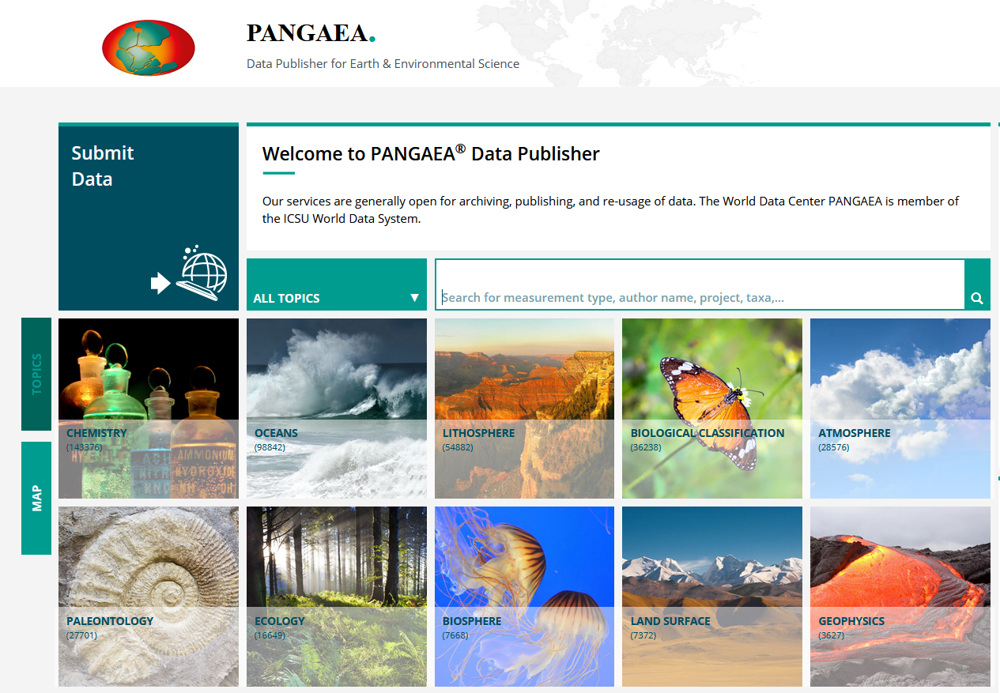 PANGAEA.
Data Publisher for Earth & Environmental Science
Submit
Data
Welcome to PANGAEA® Data Publisher
Our services are generally open for archiving, publishing, and re-usage of data. The World Data Center PANGAEA is member of
the ICSU World Data System.
ALL TOPICS
Search for measurement type, author name, project, taxa,...
TOPICS
MAP
CHEMISTRY
(143376)
OCEANS
(98842)
LITHOSPHERE
(54882)
BIOLOGICAL CLASSIFICATION
(36238)
ATMOSPHERE
(28576)
AMMONIUM
HYDROXIDE
PALEONTOLOGY
(27701)
ECOLOGY
(16649)
BIOSPHERE
(7668)
LAND SURFACE
(7372)
GEOPHYSICS
(3627)